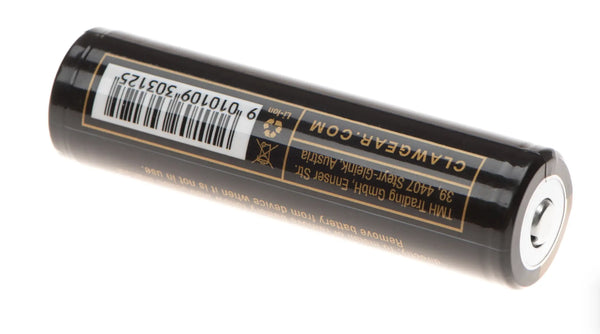 CLAWGEAR.COM
TMH Trading GmbH, Ennser Str.
39, 4407 Steyr-Gleink, Austria
Li-Ion
9 010109 303125
Remove battery from device when it is not in use.